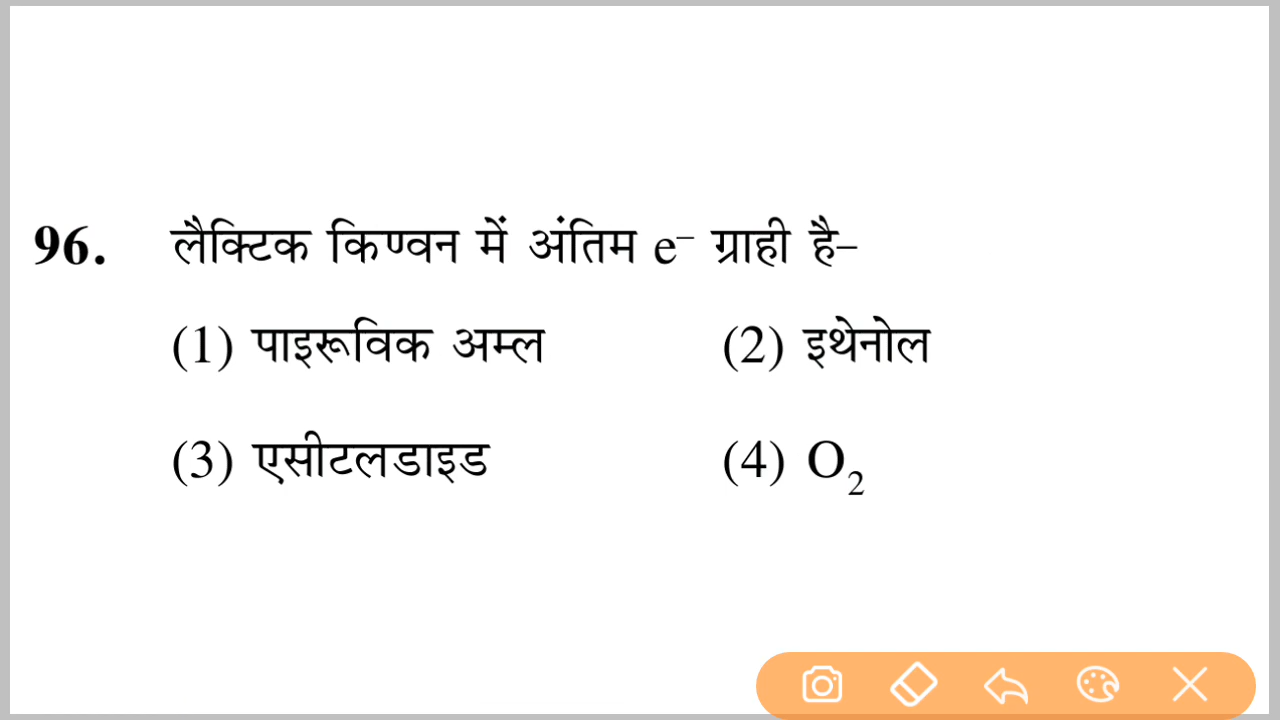 96. लैक्टिक किण्वन में अंतिम e⁻ ग्राही है–
(1) पाइरूविक अम्ल (2) इथेनोल
(3) एसीटलडाइड (4) O₂